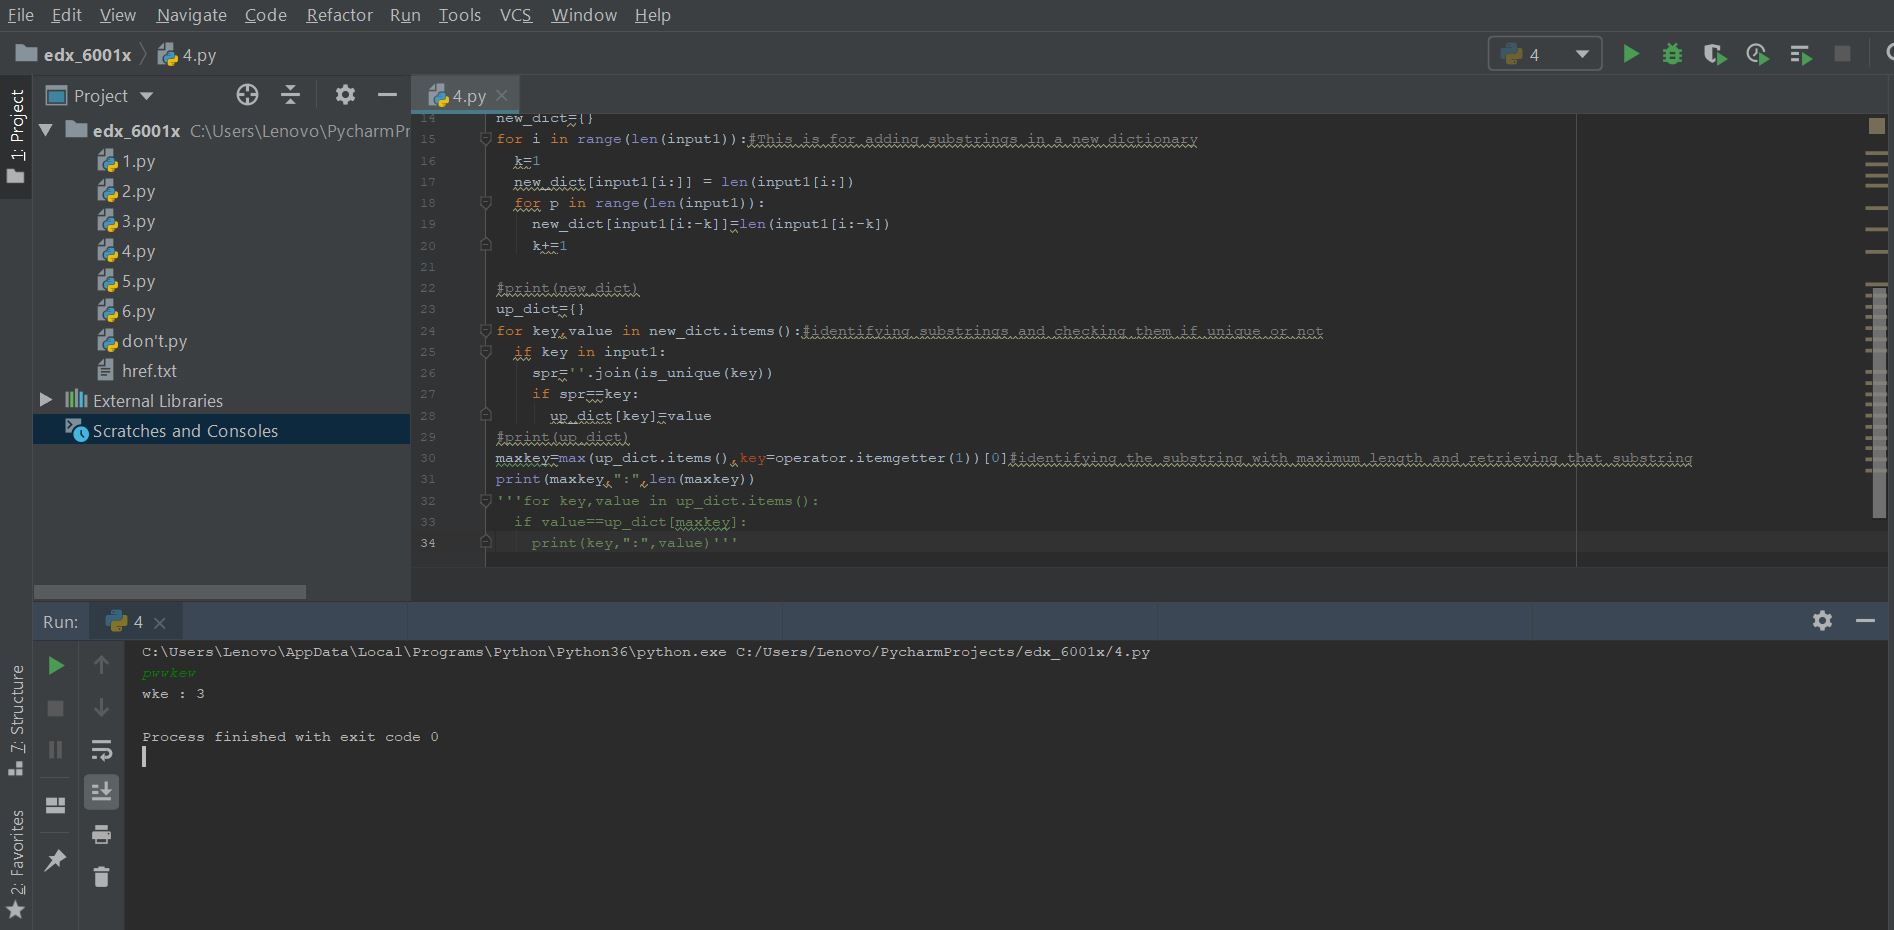 File Edit View Navigate Code Refactor Run Tools VCS Window Help
edx_6001x 4.py
4
1: Project
Project
4.py
edx_6001x C:\Users\Lenovo\PycharmPr
1.py
2.py
3.py
4.py
5.py
6.py
don't.py
href.txt
External Libraries
Scratches and Consoles
14 new_dict={}
15 for i in range(len(input1)):#This is for adding substrings in a new dictionary
16 k=1
17 new_dict[input1[i:]] = len(input1[i:])
18 for p in range(len(input1)):
19 new_dict[input1[i:-k]]=len(input1[i:-k])
20 k+=1
21
22 #print(new_dict)
23 up_dict={}
24 for key,value in new_dict.items():#identifying substrings and checking them if unique or not
25 if key in input1:
26 spr=''.join(is_unique(key))
27 if spr==key:
28 up_dict[key]=value
29 #print(up_dict)
30 maxkey=max(up_dict.items(),key=operator.itemgetter(1))[0]#identifying the substring with maximum length and retrieving that substring
31 print(maxkey,":",len(maxkey))
32 '''for key,value in up_dict.items():
33 if value==up_dict[maxkey]:
34 print(key,":",value)'''
Run: 4
C:\Users\Lenovo\AppData\Local\Programs\Python\Python36\python.exe C:/Users/Lenovo/PycharmProjects/edx_6001x/4.py
pwwkew
wke : 3
Process finished with exit code 0
7: Structure
2: Favorites